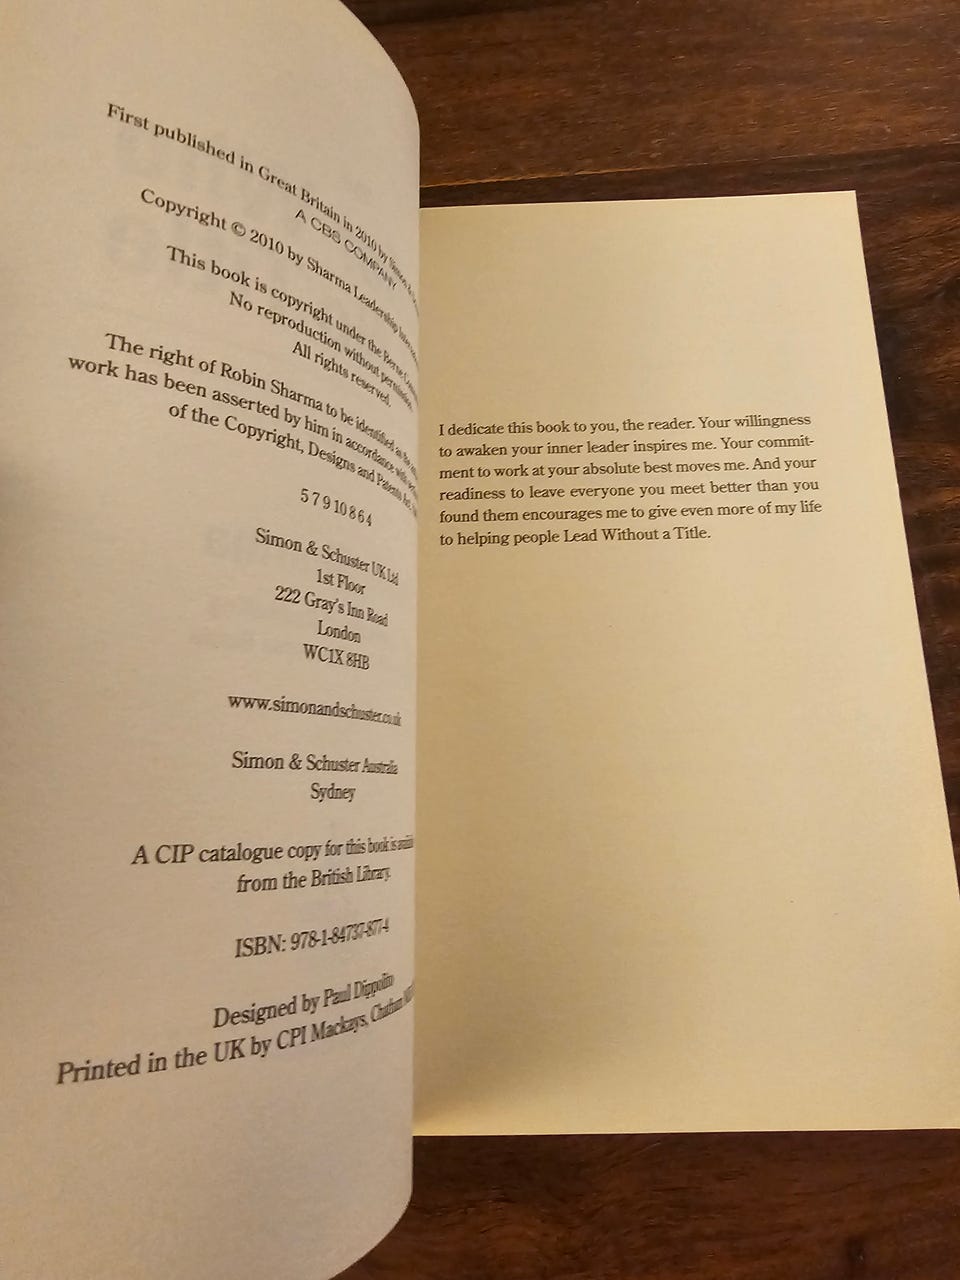 First published in Great Britain in 2010 by Simon &
A CBS COMPANY
Copyright © 2010 by Sharma Leadership
This book is copyright under the Berne
No reproduction without permission.
All rights reserved.
The right of Robin Sharma to be identified as the
work has been asserted by him in accordance with
of the Copyright, Designs and Patents Act,
5 7 9 10 8 6 4
Simon & Schuster UK Ltd
1st Floor
222 Gray's Inn Road
London
WC1X 8HB
www.simonandschuster.co.uk
Simon & Schuster Australia
Sydney
A CIP catalogue copy for this book is
from the British Library.
ISBN: 978-1-84737-877-4
Designed by Paul Dippolito
Printed in the UK by CPI Mackays, Chatham
I dedicate this book to you, the reader. Your willingness
to awaken your inner leader inspires me. Your commit-
ment to work at your absolute best moves me. And your
readiness to leave everyone you meet better than you
found them encourages me to give even more of my life
to helping people Lead Without a Title.